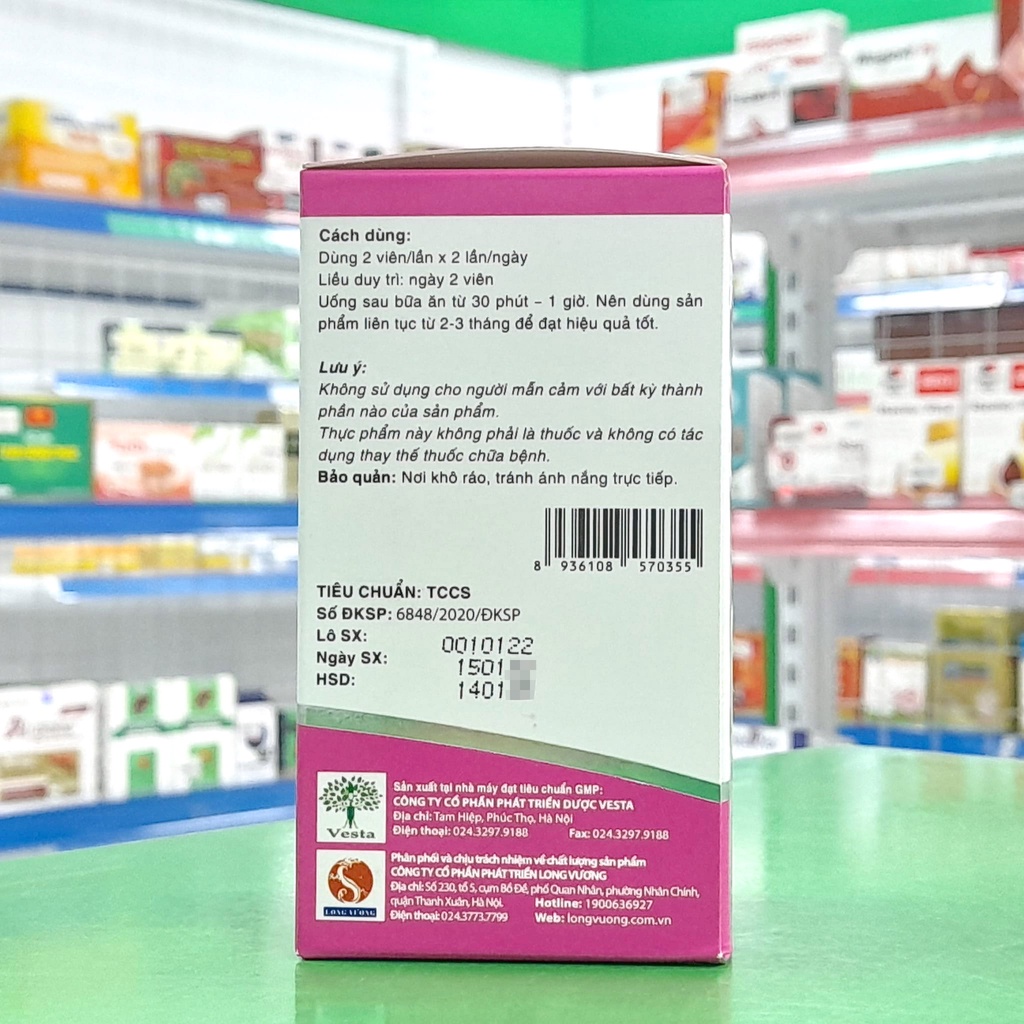 Cách dùng:
Dùng 2 viên/lần x 2 lần/ngày
Liều duy trì: ngày 2 viên
Uống sau bữa ăn từ 30 phút – 1 giờ. Nên dùng sản
phẩm liên tục từ 2-3 tháng để đạt hiệu quả tốt.
Lưu ý:
Không sử dụng cho người mẫn cảm với bất kỳ thành
phần nào của sản phẩm.
Thực phẩm này không phải là thuốc và không có tác
dụng thay thế thuốc chữa bệnh.
Bảo quản: Nơi khô ráo, tránh ánh nắng trực tiếp.
8 936108 570355
TIÊU CHUẨN: TCCS
Số ĐKSP: 6848/2020/ĐKSP
Lô SX: 0010122
Ngày SX: 1501
HSD: 1401
Vesta
Sản xuất tại nhà máy đạt tiêu chuẩn GMP:
CÔNG TY CỔ PHẦN PHÁT TRIỂN DƯỢC VESTA
Địa chỉ: Tam Hiệp, Phúc Thọ, Hà Nội
Điện thoại: 024.3297.9188 Fax: 024.3297.9188
LONG VƯƠNG
Phân phối và chịu trách nhiệm về chất lượng sản phẩm
CÔNG TY CỔ PHẦN PHÁT TRIỂN LONG VƯƠNG
Địa chỉ: Số 230, tổ 5, cụm Bồ Đề, phố Quan Nhân, phường Nhân Chính,
quận Thanh Xuân, Hà Nội. Hotline: 1900636927
Điện thoại: 024.3773.7799 Web: longvuong.com.vn